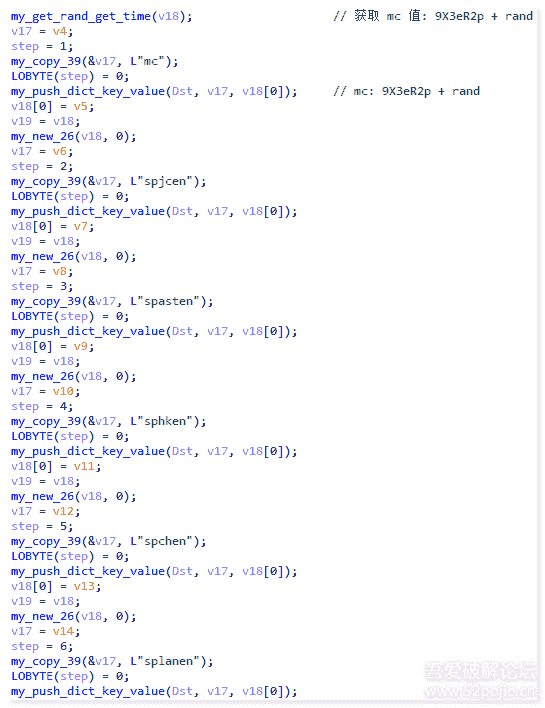 my_get_rand_get_time(v18); // 获取 mc 值: 9X3eR2p + rand
v17 = v4;
step = 1;
my_copy_39(&v17, L"mc");
LOBYTE(step) = 0;
my_push_dict_key_value(Dst, v17, v18[0]); // mc: 9X3eR2p + rand
v18[0] = v5;
v19 = v18;
my_new_26(v18, 0);
v17 = v6;
step = 2;
my_copy_39(&v17, L"spjcen");
LOBYTE(step) = 0;
my_push_dict_key_value(Dst, v17, v18[0]);
v18[0] = v7;
v19 = v18;
my_new_26(v18, 0);
v17 = v8;
step = 3;
my_copy_39(&v17, L"spasten");
LOBYTE(step) = 0;
my_push_dict_key_value(Dst, v17, v18[0]);
v18[0] = v9;
v19 = v18;
my_new_26(v18, 0);
v17 = v10;
step = 4;
my_copy_39(&v17, L"sphken");
LOBYTE(step) = 0;
my_push_dict_key_value(Dst, v17, v18[0]);
v18[0] = v11;
v19 = v18;
my_new_26(v18, 0);
v17 = v12;
step = 5;
my_copy_39(&v17, L"spchen");
LOBYTE(step) = 0;
my_push_dict_key_value(Dst, v17, v18[0]);
v18[0] = v13;
v19 = v18;
my_new_26(v18, 0);
v17 = v14;
step = 6;
my_copy_39(&v17, L"splanen");
LOBYTE(step) = 0;
my_push_dict_key_value(Dst, v17, v18[0]);
吾爱破解论坛
www.52pojie.cn